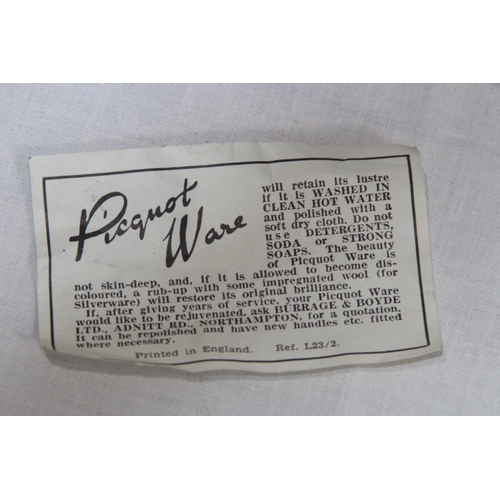 Picquot
Ware
will retain its lustre
if it is WASHED IN
CLEAN HOT WATER
and polished with a
soft dry cloth. Do not
use DETERGENTS,
SODA or STRONG
SOAPS. The beauty
of Picquot Ware is
not skin-deep, and, if it is allowed to become dis-
coloured, a rub-up with some impregnated wool (for
Silverware) will restore its original brilliance.
If, after giving years of service, your Picquot Ware
would like to be rejuvenated, ask BURRAGE & BOYDE
LTD., ADNITT RD., NORTHAMPTON, for a quotation.
It can be repolished and have new handles etc. fitted
where necessary.
Printed in England. Ref. L23/2.